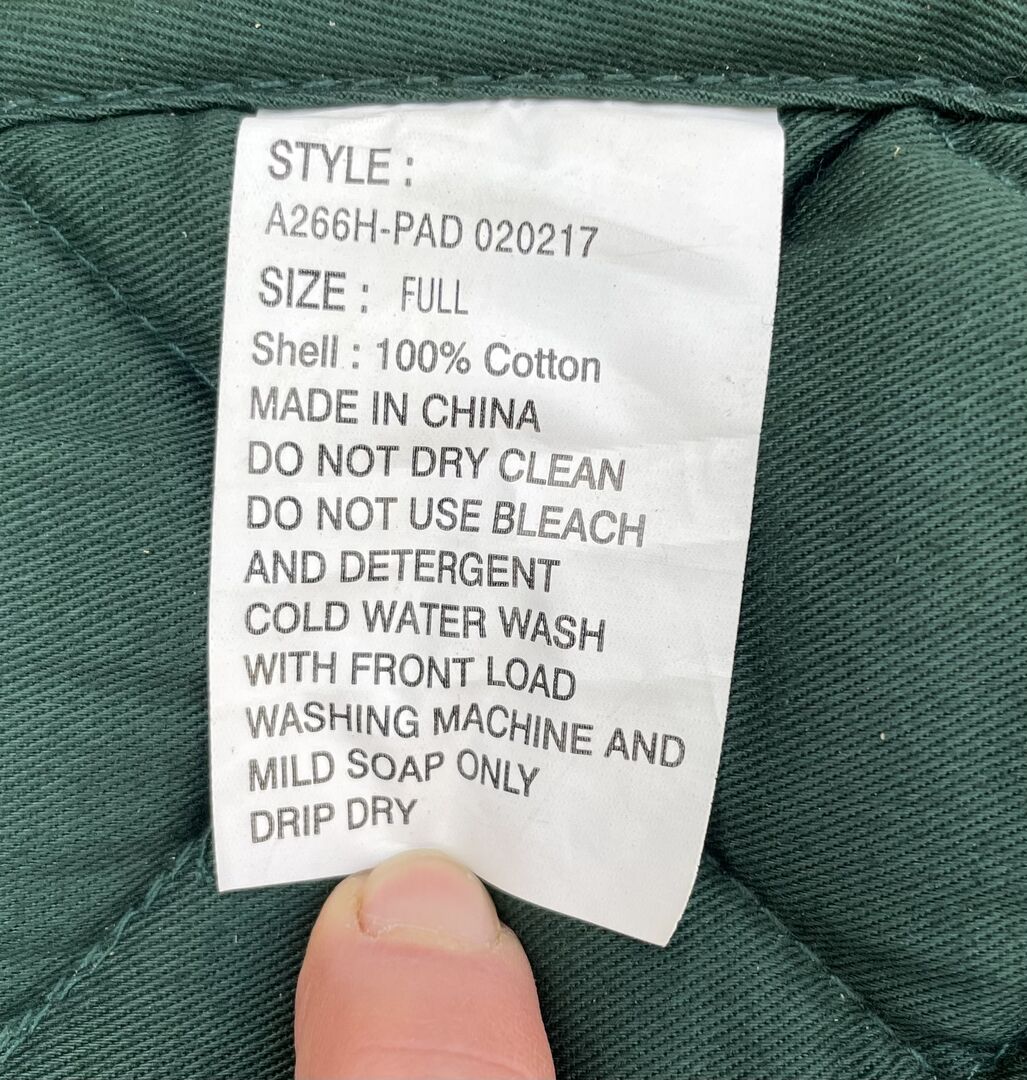 STYLE :
A266H-PAD 020217
SIZE : FULL
Shell : 100% Cotton
MADE IN CHINA
DO NOT DRY CLEAN
DO NOT USE BLEACH
AND DETERGENT
COLD WATER WASH
WITH FRONT LOAD
WASHING MACHINE AND
MILD SOAP ONLY
DRIP DRY